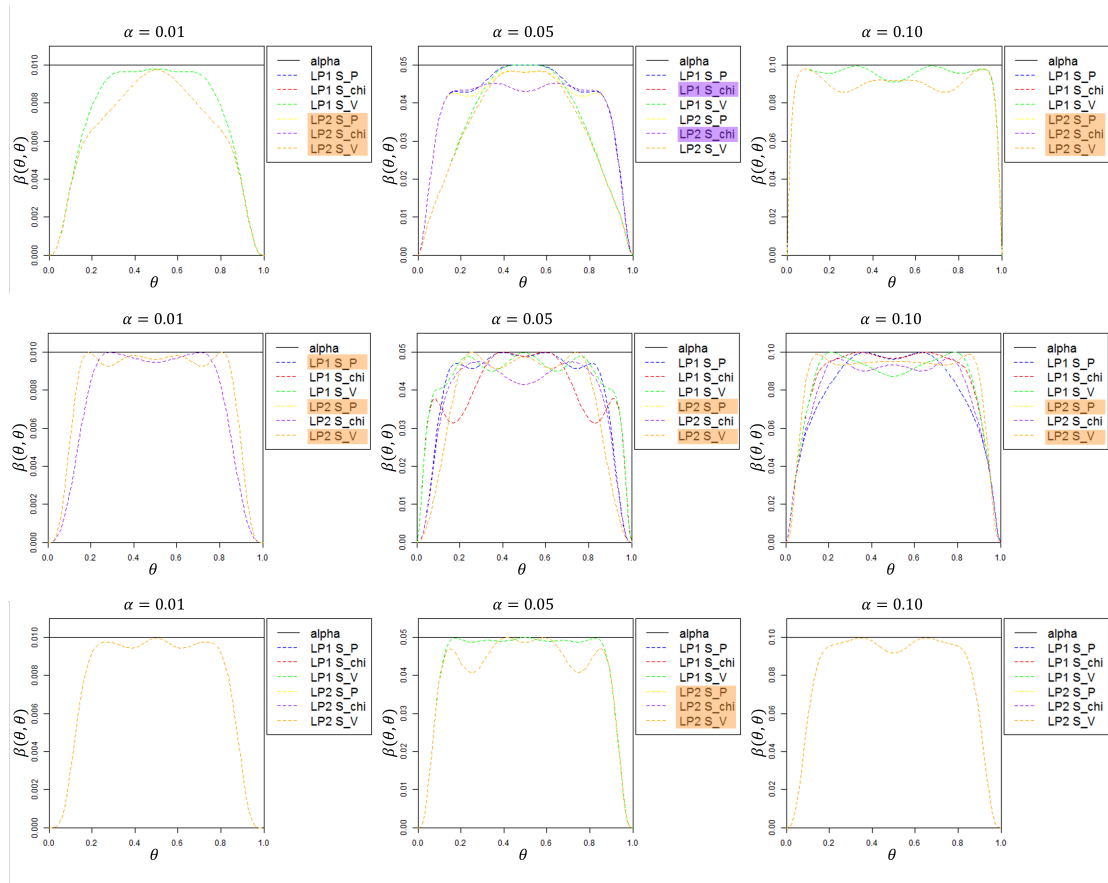 α = 0.01
β(θ, θ)
0.010
0.008
0.006
0.004
0.002
0.000
0.0 0.2 0.4 0.6 0.8 1.0
θ
alpha
LP1 S_P
LP1 S_chi
LP1 S_V
LP2 S_P
LP2 S_chi
LP2 S_V
α = 0.05
β(θ, θ)
0.05
0.04
0.03
0.02
0.01
0.00
0.0 0.2 0.4 0.6 0.8 1.0
θ
alpha
LP1 S_P
LP1 S_chi
LP1 S_V
LP2 S_P
LP2 S_chi
LP2 S_V
α = 0.10
β(θ, θ)
0.10
0.08
0.06
0.04
0.02
0.00
0.0 0.2 0.4 0.6 0.8 1.0
θ
alpha
LP1 S_P
LP1 S_chi
LP1 S_V
LP2 S_P
LP2 S_chi
LP2 S_V
α = 0.01
β(θ, θ)
0.010
0.008
0.006
0.004
0.002
0.000
0.0 0.2 0.4 0.6 0.8 1.0
θ
alpha
LP1 S_P
LP1 S_chi
LP1 S_V
LP2 S_P
LP2 S_chi
LP2 S_V
α = 0.05
β(θ, θ)
0.05
0.04
0.03
0.02
0.01
0.00
0.0 0.2 0.4 0.6 0.8 1.0
θ
alpha
LP1 S_P
LP1 S_chi
LP1 S_V
LP2 S_P
LP2 S_chi
LP2 S_V
α = 0.10
β(θ, θ)
0.10
0.08
0.06
0.04
0.02
0.00
0.0 0.2 0.4 0.6 0.8 1.0
θ
alpha
LP1 S_P
LP1 S_chi
LP1 S_V
LP2 S_P
LP2 S_chi
LP2 S_V
α = 0.01
β(θ, θ)
0.010
0.008
0.006
0.004
0.002
0.000
0.0 0.2 0.4 0.6 0.8 1.0
θ
alpha
LP1 S_P
LP1 S_chi
LP1 S_V
LP2 S_P
LP2 S_chi
LP2 S_V
α = 0.05
β(θ, θ)
0.05
0.04
0.03
0.02
0.01
0.00
0.0 0.2 0.4 0.6 0.8 1.0
θ
alpha
LP1 S_P
LP1 S_chi
LP1 S_V
LP2 S_P
LP2 S_chi
LP2 S_V
α = 0.10
β(θ, θ)
0.10
0.08
0.06
0.04
0.02
0.00
0.0 0.2 0.4 0.6 0.8 1.0
θ
alpha
LP1 S_P
LP1 S_chi
LP1 S_V
LP2 S_P
LP2 S_chi
LP2 S_V